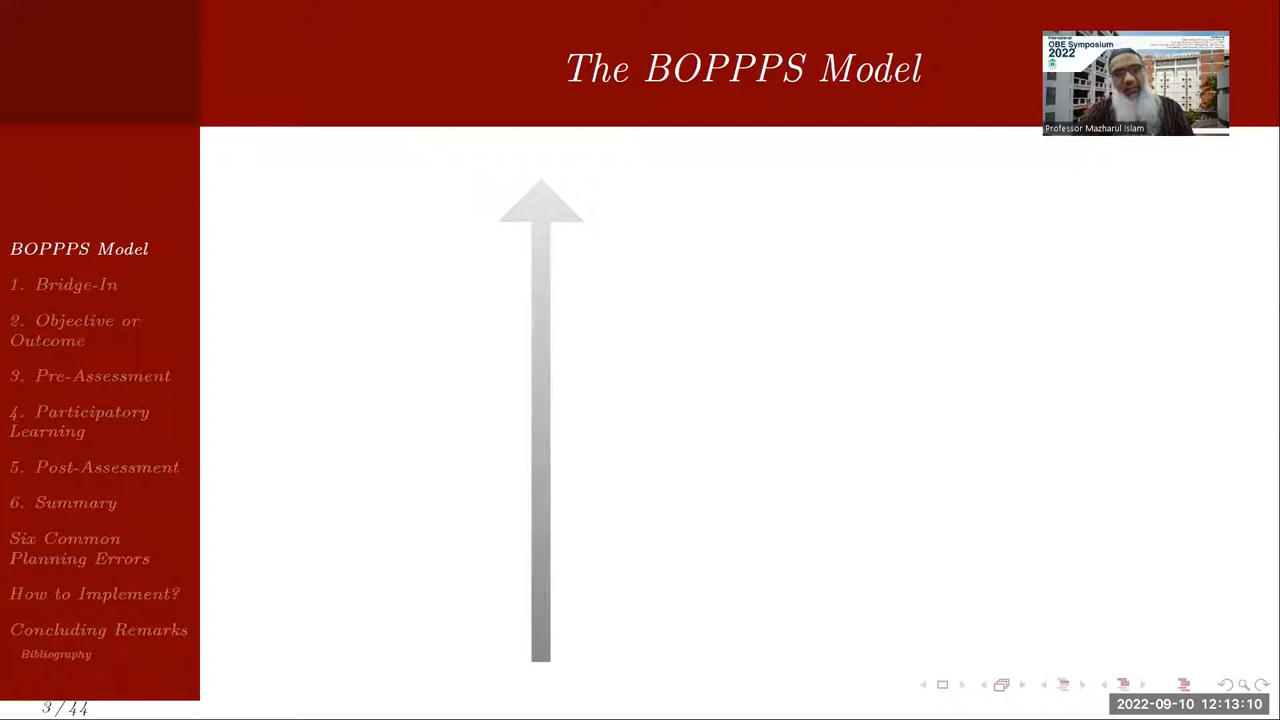 The BOPPPS Model
International
OBE Symposium
2022
Professor Mazharul Islam
BOPPPS Model
1. Bridge-In
2. Objective or
Outcome
3. Pre-Assessment
4. Participatory
Learning
5. Post-Assessment
6. Summary
Six Common
Planning Errors
How to Implement?
Concluding Remarks
Bibliography
3 / 44
2022-09-10 12:13:10